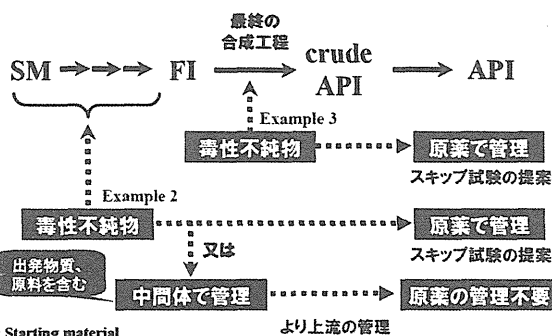 最終の
合成工程
SM FI crude
API API
Example 3
毒性不純物 原薬で管理
スキップ試験の提案
Example 2
毒性不純物 原薬で管理
又は スキップ試験の提案
出発物質、
原料を含む
中間体で管理 原薬の管理不要
Starting material より上流の管理